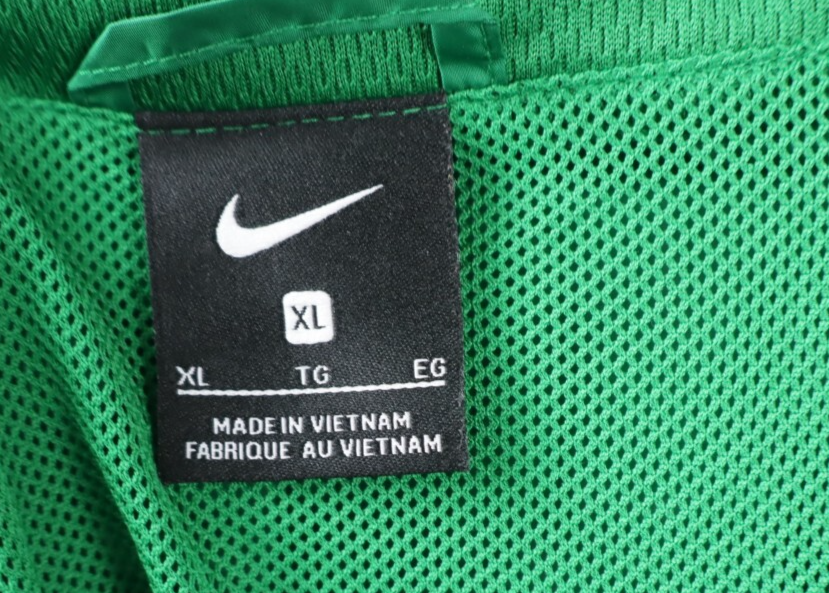 XL
XL TG EG
MADE IN VIETNAM
FABRIQUE AU VIETNAM